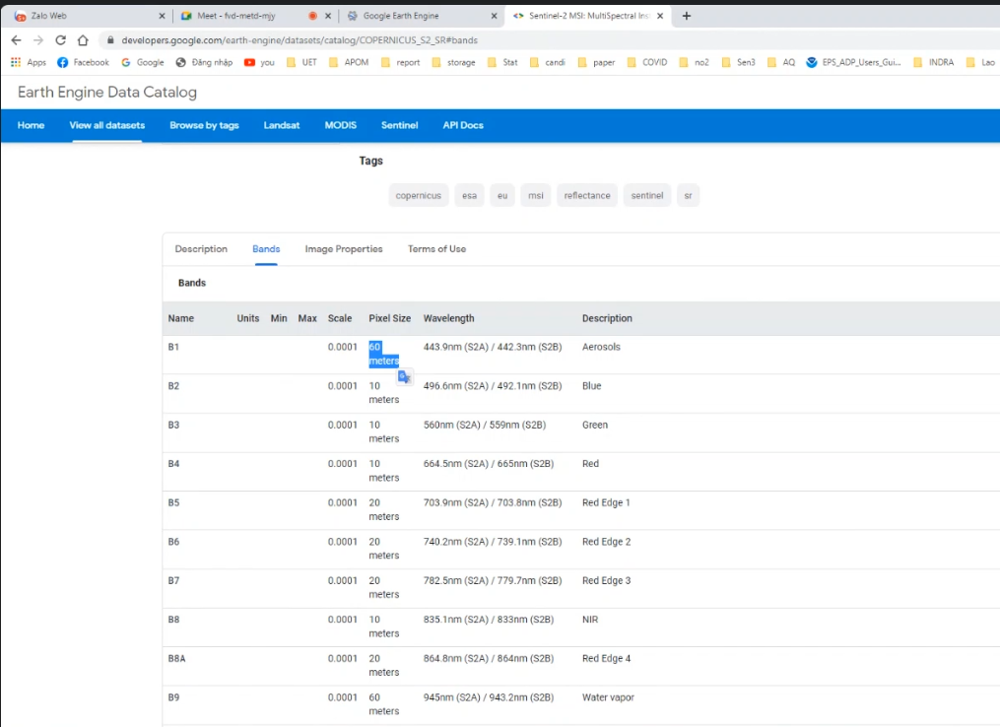 Zalo Web
Meet - fvd-metd-mjy
Google Earth Engine
Sentinel-2 MSI: MultiSpectral Ins
developers.google.com/earth-engine/datasets/catalog/COPERNICUS_S2_SR#bands
Apps Facebook Google Đăng nhập you UET APOM report storage Stat candi paper COVID no2 Sen3 AQ EPS_ADP_Users_Gui... INDRA Lao
Earth Engine Data Catalog
Home View all datasets Browse by tags Landsat MODIS Sentinel API Docs
Tags
copernicus esa eu msi reflectance sentinel sr
Description Bands Image Properties Terms of Use
Bands
Name Units Min Max Scale Pixel Size Wavelength Description
B1 0.0001 60 meters 443.9nm (S2A) / 442.3nm (S2B) Aerosols
B2 0.0001 10 meters 496.6nm (S2A) / 492.1nm (S2B) Blue
B3 0.0001 10 meters 560nm (S2A) / 559nm (S2B) Green
B4 0.0001 10 meters 664.5nm (S2A) / 665nm (S2B) Red
B5 0.0001 20 meters 703.9nm (S2A) / 703.8nm (S2B) Red Edge 1
B6 0.0001 20 meters 740.2nm (S2A) / 739.1nm (S2B) Red Edge 2
B7 0.0001 20 meters 782.5nm (S2A) / 779.7nm (S2B) Red Edge 3
B8 0.0001 10 meters 835.1nm (S2A) / 833nm (S2B) NIR
B8A 0.0001 20 meters 864.8nm (S2A) / 864nm (S2B) Red Edge 4
B9 0.0001 60 meters 945nm (S2A) / 943.2nm (S2B) Water vapor